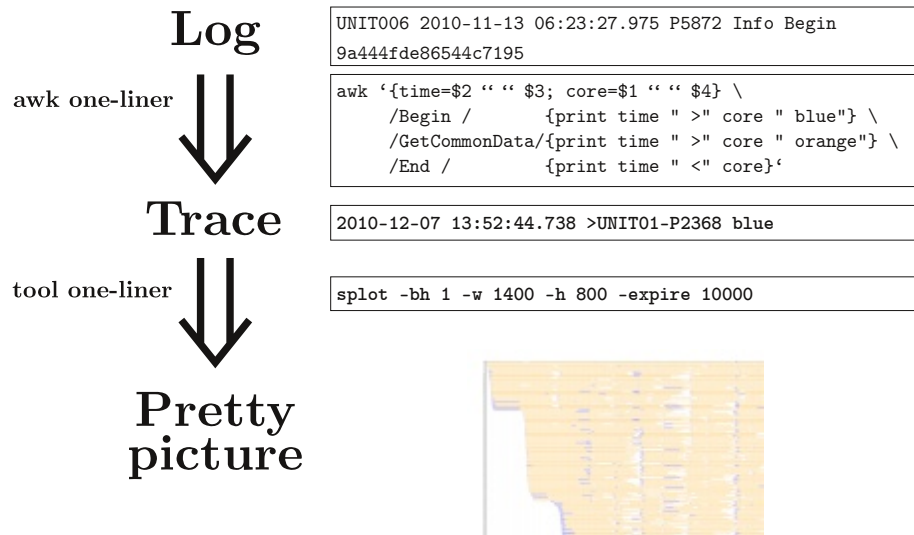 Log
UNIT006 2010-11-13 06:23:27.975 P5872 Info Begin
9a444fde86544c7195
awk one-liner
awk ‘{time=$2 “ “ $3; core=$1 “ “ $4} \
/Begin / {print time " >" core " blue"} \
/GetCommonData/{print time " >" core " orange"} \
/End / {print time " <" core}‘
Trace
2010-12-07 13:52:44.738 >UNIT01-P2368 blue
tool one-liner
splot -bh 1 -w 1400 -h 800 -expire 10000
Pretty
picture